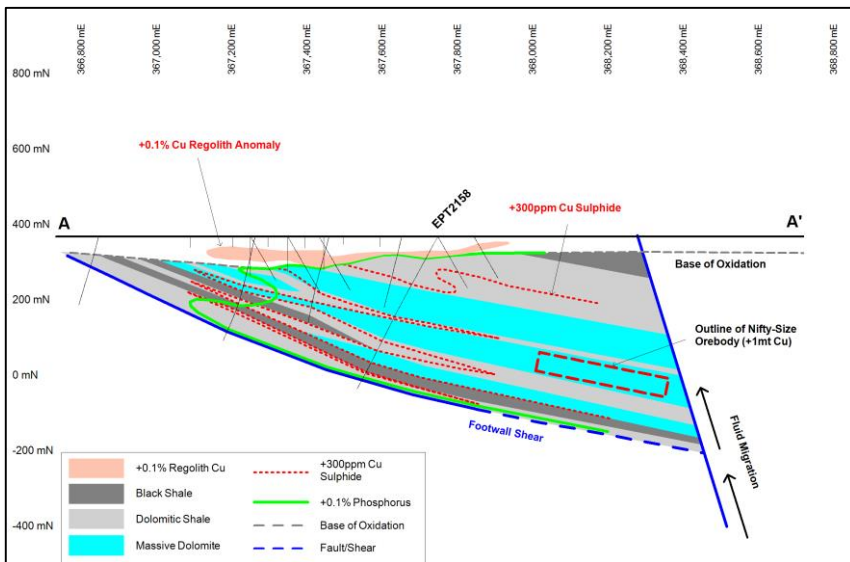 366,800 mE
367,000 mE
367,200 mE
367,400 mE
367,600 mE
367,800 mE
368,000 mE
368,200 mE
368,400 mE
368,600 mE
368,800 mE
800 mN
600 mN
400 mN
200 mN
0 mN
-200 mN
-400 mN
+0.1% Cu Regolith Anomaly
EPT2158
+300ppm Cu Sulphide
A
A'
Base of Oxidation
Outline of Nifty-Size
Orebody (+1mt Cu)
Footwall Shear
Fluid Migration
+0.1% Regolith Cu
Black Shale
Dolomitic Shale
Massive Dolomite
+300ppm Cu
Sulphide
+0.1% Phosphorus
Base of Oxidation
Fault/Shear